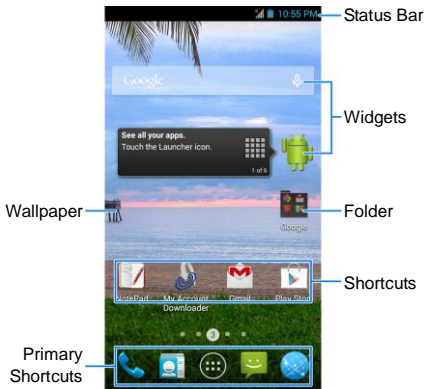 10:55 PM
Status Bar
Google
Widgets
See all your apps.
Touch the Launcher icon.
1 of 6
Wallpaper
Folder
Google
Shortcuts
NotePad
My Account
Downloader
Gmail
Play Stor
3
Primary
Shortcuts